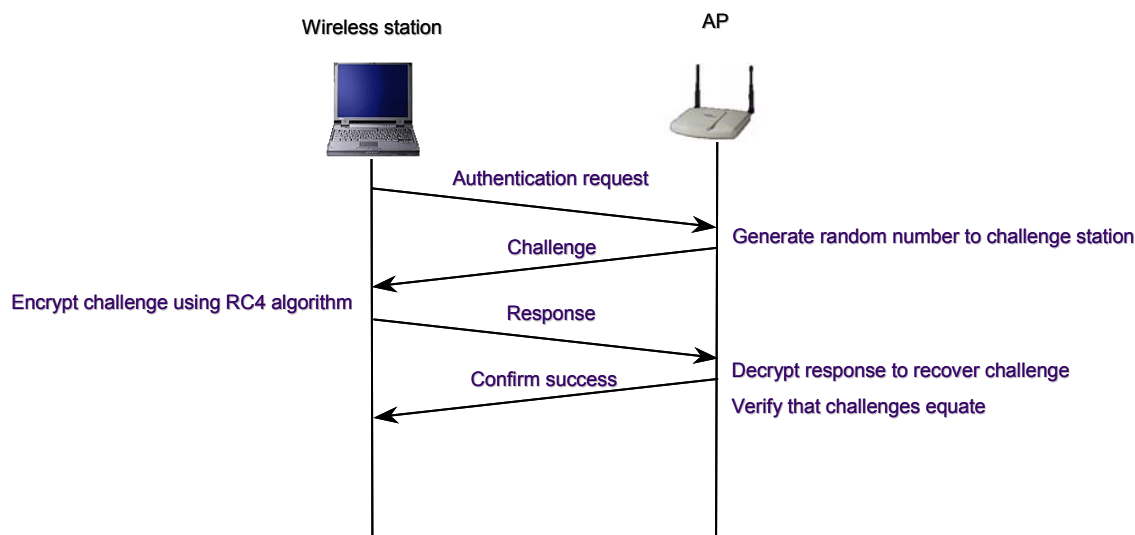 Wireless station
AP
Authentication request
Generate random number to challenge station
Challenge
Encrypt challenge using RC4 algorithm
Response
Decrypt response to recover challenge
Confirm success
Verify that challenges equate